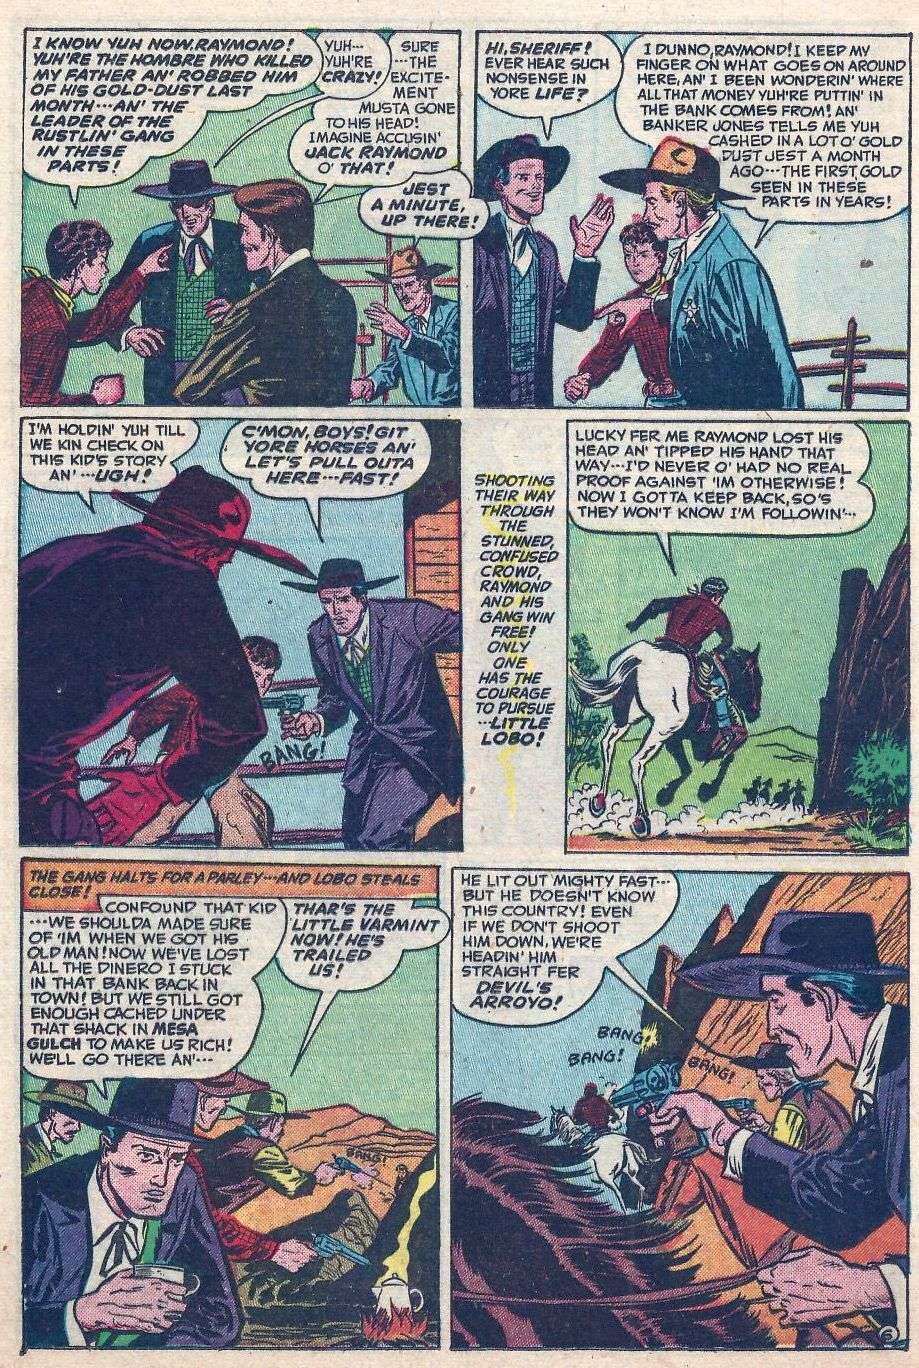 I KNOW YUH NOW, RAYMOND!
YUH'RE THE HOMBRE WHO KILLED
MY FATHER AN' ROBBED HIM
OF HIS GOLD-DUST LAST
MONTH---AN' THE
LEADER OF THE
RUSTLIN' GANG
IN THESE
PARTS!
YUH---
YUH'RE
CRAZY!
SURE
---THE
EXCITE-
MENT
MUSTA GONE
TO HIS HEAD!
IMAGINE ACCUSIN'
JACK RAYMOND
O' THAT!
JEST
A MINUTE,
UP THERE!
HI, SHERIFF!
EVER HEAR SUCH
NONSENSE IN
YORE LIFE?
I DUNNO, RAYMOND! I KEEP MY
FINGER ON WHAT GOES ON AROUND
HERE, AN' I BEEN WONDERIN' WHERE
ALL THAT MONEY YUH'RE PUTTIN' IN
THE BANK COMES FROM! AN'
BANKER JONES TELLS ME YUH
CASHED IN A LOT O' GOLD
DUST JEST A MONTH
AGO---THE FIRST GOLD
SEEN IN THESE
PARTS IN YEARS!
I'M HOLDIN' YUH TILL
WE KIN CHECK ON
THIS KID'S STORY
AN'---UGH!
C'MON, BOYS! GIT
YORE HORSES AN'
LET'S PULL OUTA
HERE---FAST!
BANG!
SHOOTING
THEIR WAY
THROUGH
THE
STUNNED,
CONFUSED
CROWD,
RAYMOND
AND HIS
GANG WIN
FREE!
ONLY
ONE
HAS THE
COURAGE
TO PURSUE
---LITTLE
LOBO!
LUCKY FER ME RAYMOND LOST HIS
HEAD AN' TIPPED HIS HAND THAT
WAY---I'D NEVER O' HAD NO REAL
PROOF AGAINST 'IM OTHERWISE!
NOW I GOTTA KEEP BACK, SO'S
THEY WON'T KNOW I'M FOLLOWIN'---
THE GANG HALTS FOR A PARLEY---AND LOBO STEALS
CLOSE!
CONFOUND THAT KID
---WE SHOULDA MADE SURE
OF 'IM WHEN WE GOT HIS
OLD MAN! NOW WE'VE LOST
ALL THE DINERO I STUCK
IN THAT BANK BACK IN
TOWN! BUT WE STILL GOT
ENOUGH CACHED UNDER
THAT SHACK IN MESA
GULCH TO MAKE US RICH!
WE'LL GO THERE AN'---
THAR'S THE
LITTLE VARMINT
NOW! HE'S
TRAILED
US!
BANG!
HE LIT OUT MIGHTY FAST---
BUT HE DOESN'T KNOW
THIS COUNTRY! EVEN
IF WE DON'T SHOOT
HIM DOWN, WE'RE
HEADIN' HIM
STRAIGHT FER
DEVIL'S
ARROYO!
BANG!
BANG!
BANG!
5